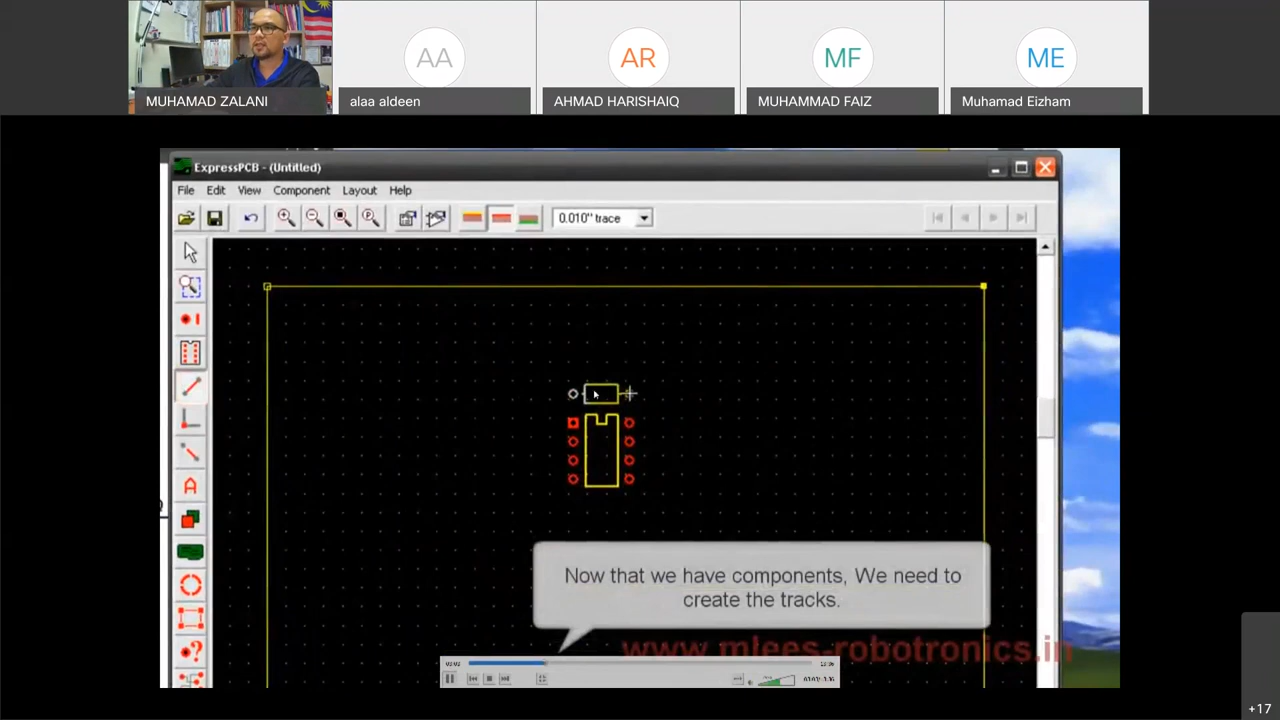 AA
AR
MF
ME
MUHAMAD ZALANI
alaa aldeen
AHMAD HARISHAIQ
MUHAMMAD FAIZ
Muhamad Eizham
ExpressPCB - (Untitled)
File Edit View Component Layout Help
0.010" trace
Now that we have components, We need to
create the tracks.
www.mlees-robotronics.in
+17